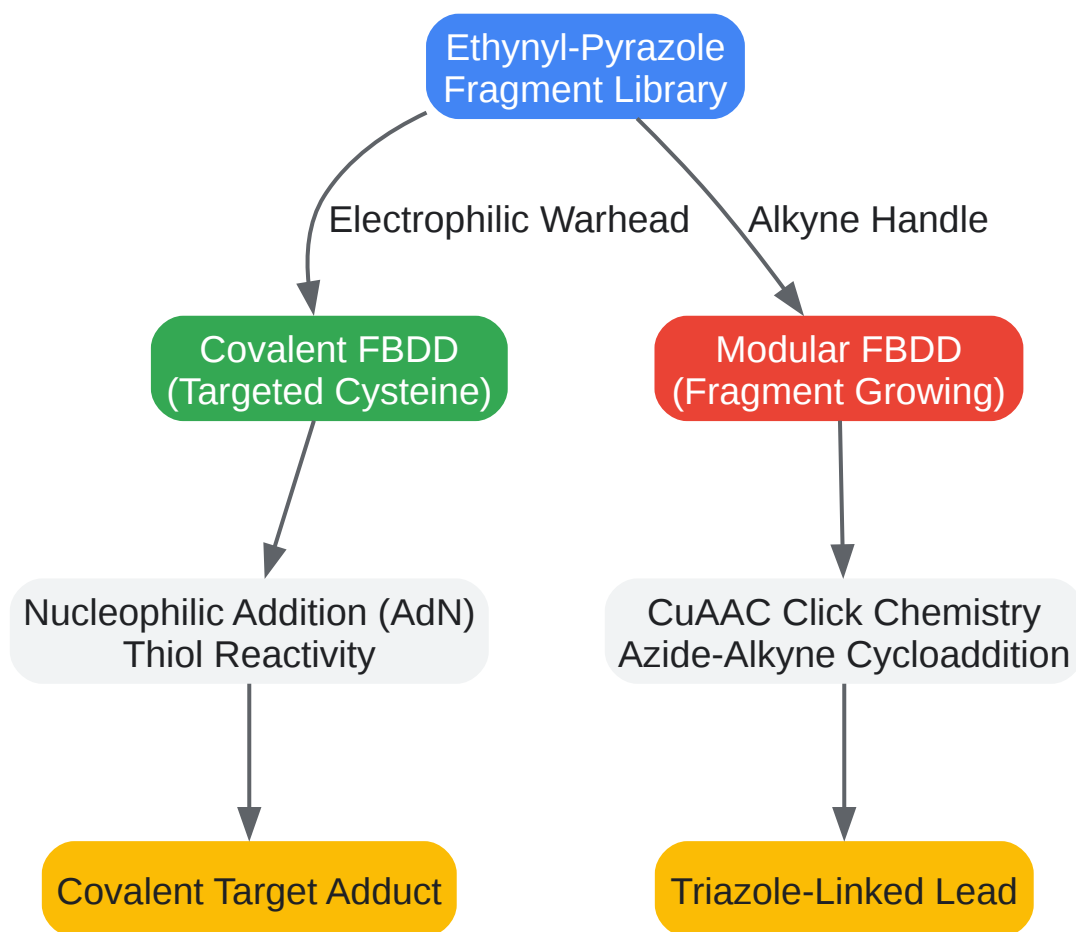 Ethynyl-Pyrazole
Fragment Library
Electrophilic Warhead
Alkyne Handle
Covalent FBDD
(Targeted Cysteine)
Modular FBDD
(Fragment Growing)
Nucleophilic Addition (AdN)
Thiol Reactivity
CuAAC Click Chemistry
Azide-Alkyne Cycloaddition
Covalent Target Adduct
Triazole-Linked Lead